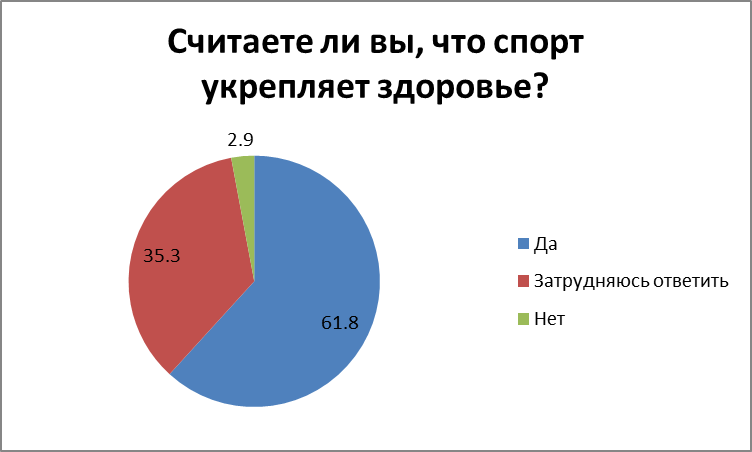 Считаете ли вы, что спорт
укрепляет здоровье?
2.9
35.3
61.8
Да
Затрудняюсь ответить
Нет